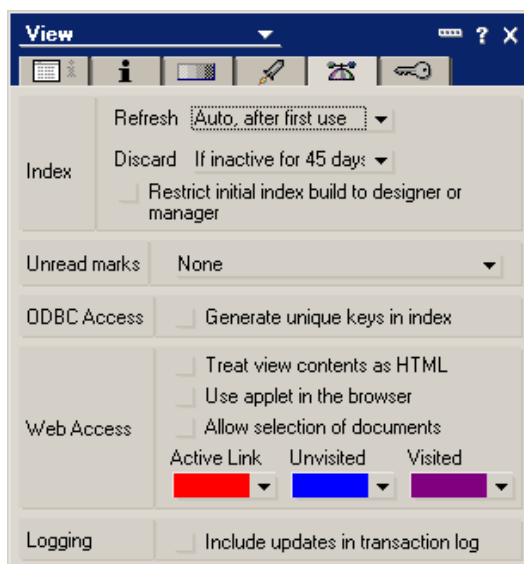 View
? X
i
Index
Refresh Auto, after first use
Discard If inactive for 45 days
Restrict initial index build to designer or
manager
Unread marks None
ODBC Access Generate unique keys in index
Web Access
Treat view contents as HTML
Use applet in the browser
Allow selection of documents
Active Link Unvisited Visited
Logging Include updates in transaction log